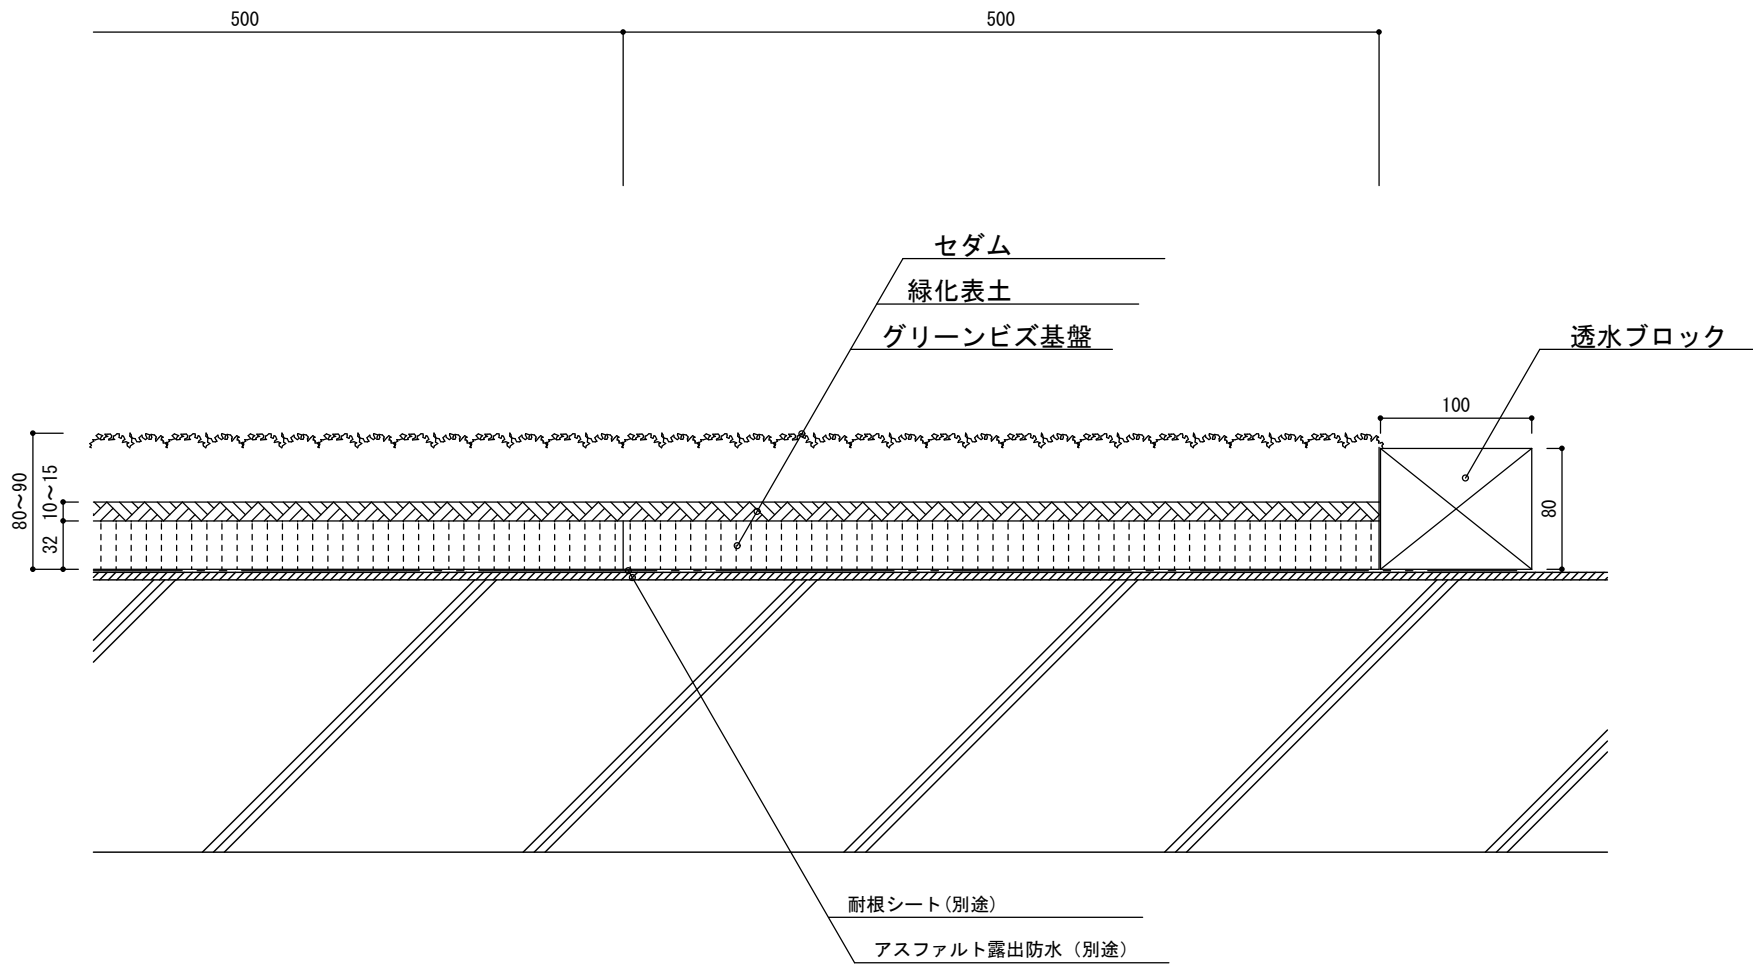 500
500
セダム
緑化表土
グリーンビズ基盤
透水ブロック
100
80~90
10~15
32
80
耐根シート(別途)
アスファルト露出防水（別途）